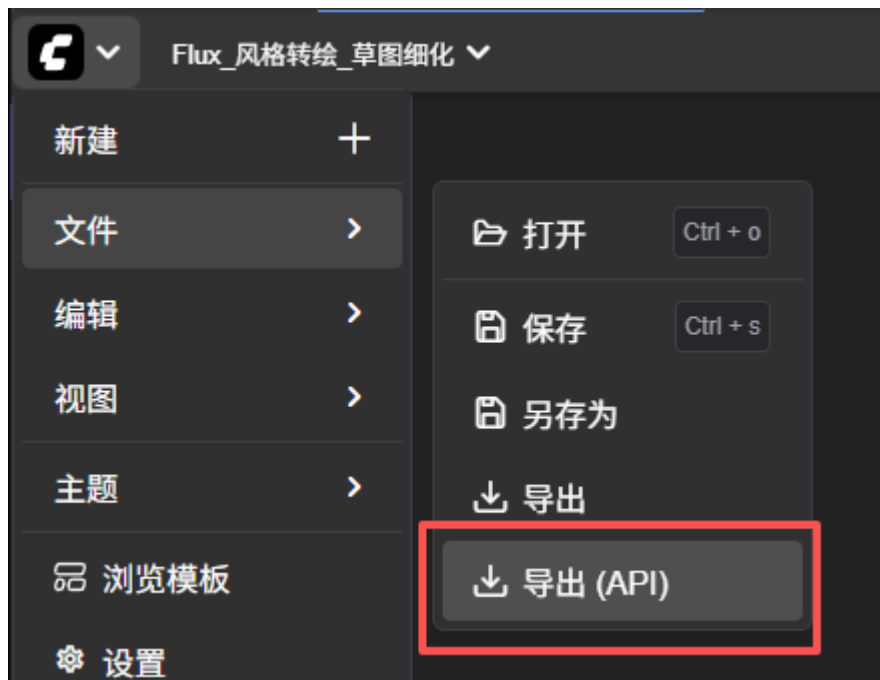 Flux_风格转绘_草图细化
新建
文件
打开 Ctrl + o
编辑
保存 Ctrl + s
视图
另存为
主题
导出
浏览模板
导出 (API)
设置